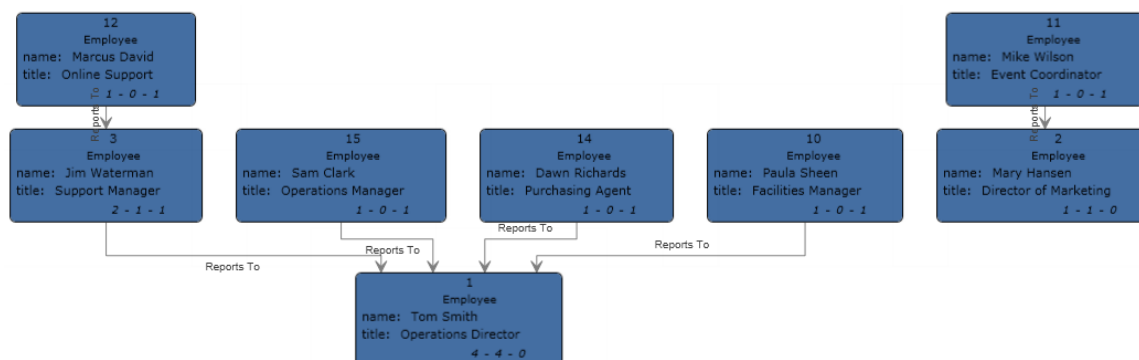 12
Employee
name: Marcus David
title: Online Support
1 - 0 - 1
11
Employee
name: Mike Wilson
title: Event Coordinator
1 - 0 - 1
Reports To
Reports To
3
Employee
name: Jim Waterman
title: Support Manager
2 - 1 - 1
15
Employee
name: Sam Clark
title: Operations Manager
1 - 0 - 1
14
Employee
name: Dawn Richards
title: Purchasing Agent
1 - 0 - 1
10
Employee
name: Paula Sheen
title: Facilities Manager
1 - 0 - 1
2
Employee
name: Mary Hansen
title: Director of Marketing
1 - 1 - 0
Reports To
Reports To
Reports To
Reports To
1
Employee
name: Tom Smith
title: Operations Director
4 - 4 - 0